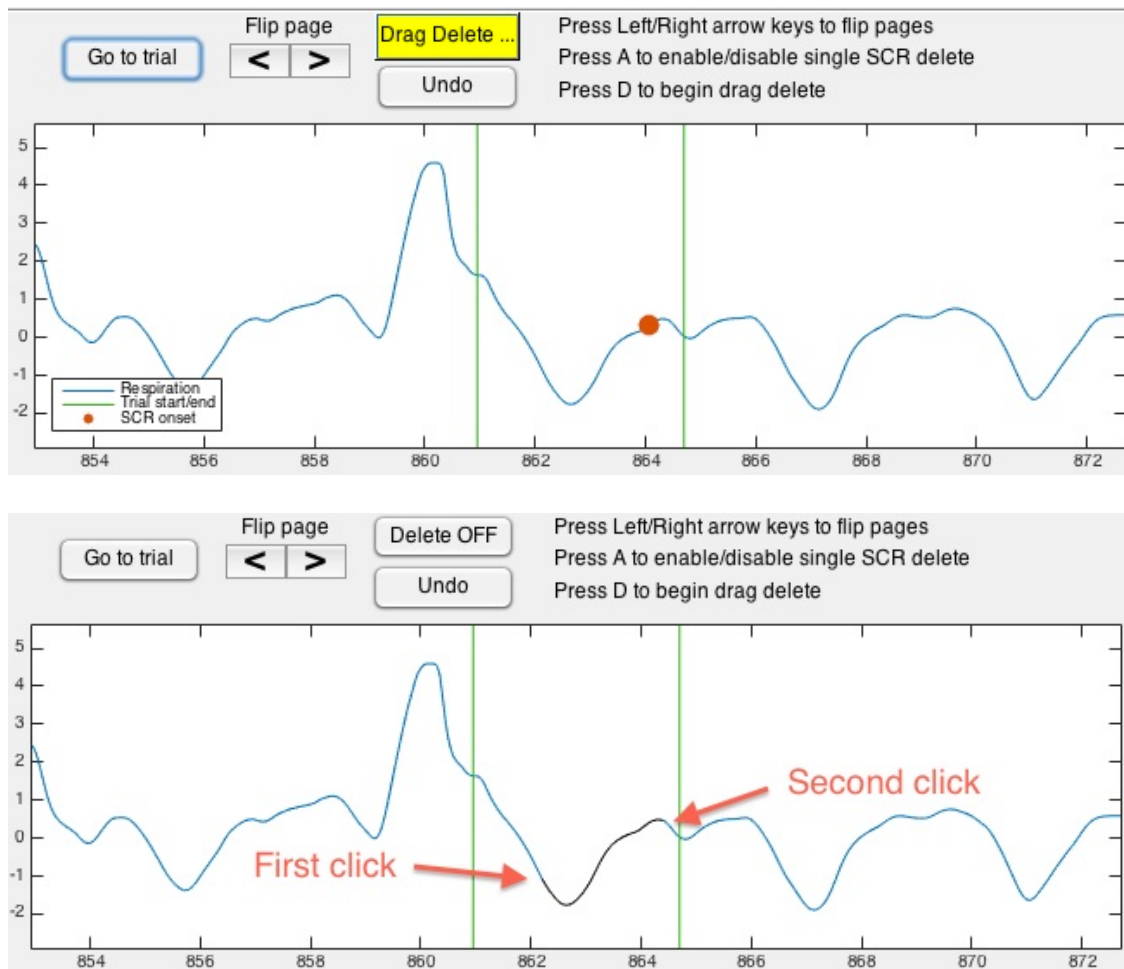 Go to trial
Flip page
< >
Drag Delete ...
Undo
Press Left/Right arrow keys to flip pages
Press A to enable/disable single SCR delete
Press D to begin drag delete
5
4
3
2
1
0
-1
-2
Respiration
Trial start/end
SCR onset
854 856 858 860 862 864 866 868 870 872
Go to trial
Flip page
< >
Delete OFF
Undo
Press Left/Right arrow keys to flip pages
Press A to enable/disable single SCR delete
Press D to begin drag delete
5
4
3
2
1
0
-1
-2
Second click
First click
854 856 858 860 862 864 866 868 870 872